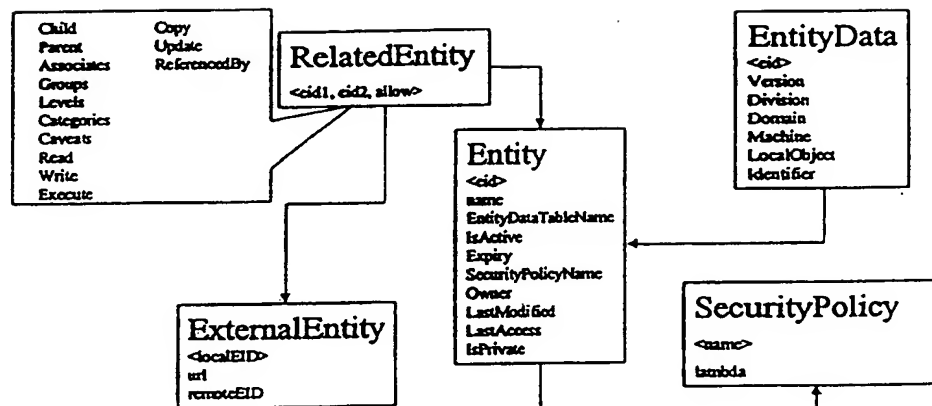 Child Copy
Parent Update
Associates ReferencedBy
Groups
Levels
Categories
Caveats
Read
Write
Execute
RelatedEntity
<eid1, eid2, allow>
EntityData
<eid>
Version
Division
Domain
Machine
LocalObject
Identifier
Entity
<eid>
name
EntityDataTableName
IsActive
Expiry
SecurityPolicyName
Owner
LastModified
LastAccess
IsPrivate
ExternalEntity
<localEID>
url
remoteEID
SecurityPolicy
<name>
lambda